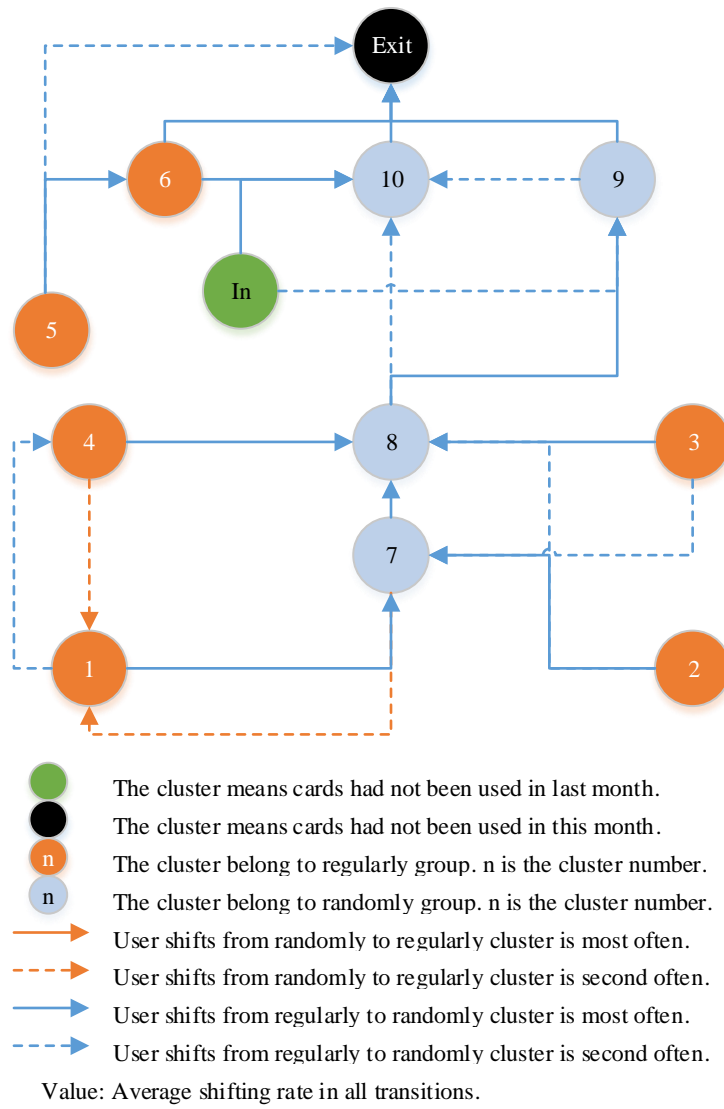 Exit
6
10
9
In
5
4
8
3
7
1
2
The cluster means cards had not been used in last month.
The cluster means cards had not been used in this month.
n The cluster belong to regularly group. n is the cluster number.
n The cluster belong to randomly group. n is the cluster number.
User shifts from randomly to regularly cluster is most often.
User shifts from randomly to regularly cluster is second often.
User shifts from regularly to randomly cluster is most often.
User shifts from regularly to randomly cluster is second often.
Value: Average shifting rate in all transitions.